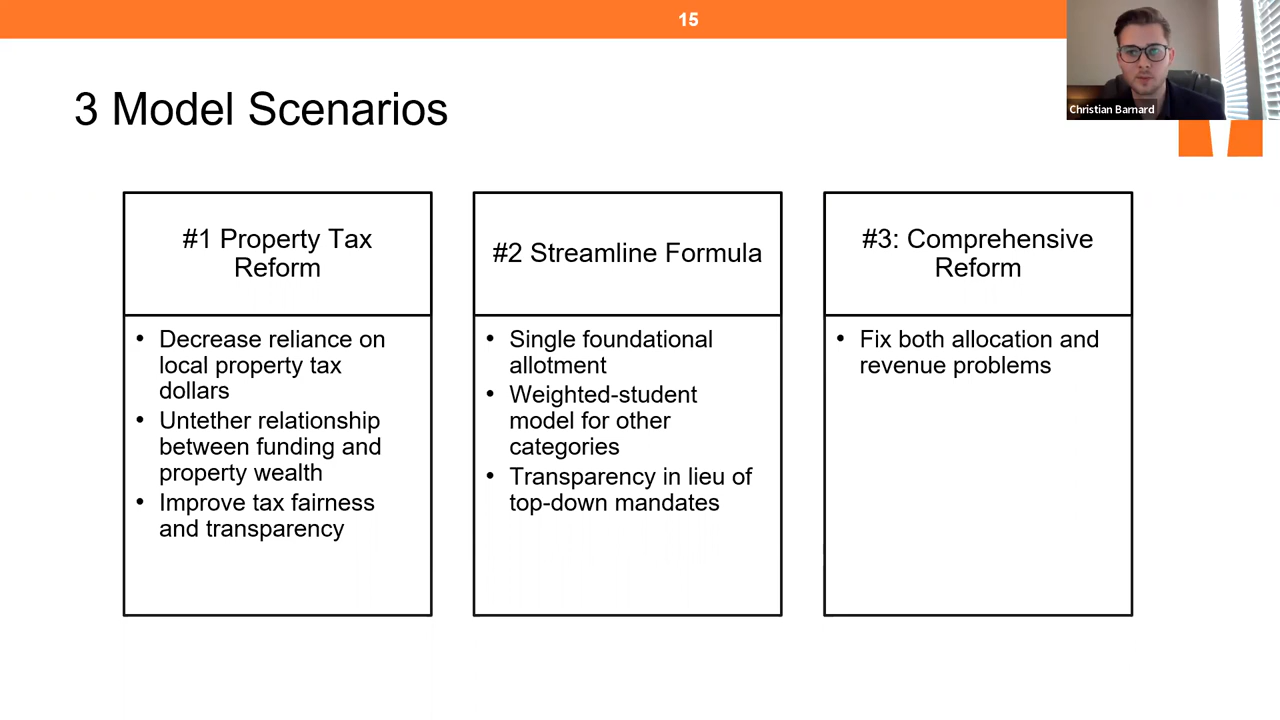 15
Christian Barnard
3 Model Scenarios
#1 Property Tax
Reform
• Decrease reliance on
local property tax
dollars
• Untether relationship
between funding and
property wealth
• Improve tax fairness
and transparency
#2 Streamline Formula
• Single foundational
allotment
• Weighted-student
model for other
categories
• Transparency in lieu of
top-down mandates
#3: Comprehensive
Reform
• Fix both allocation and
revenue problems